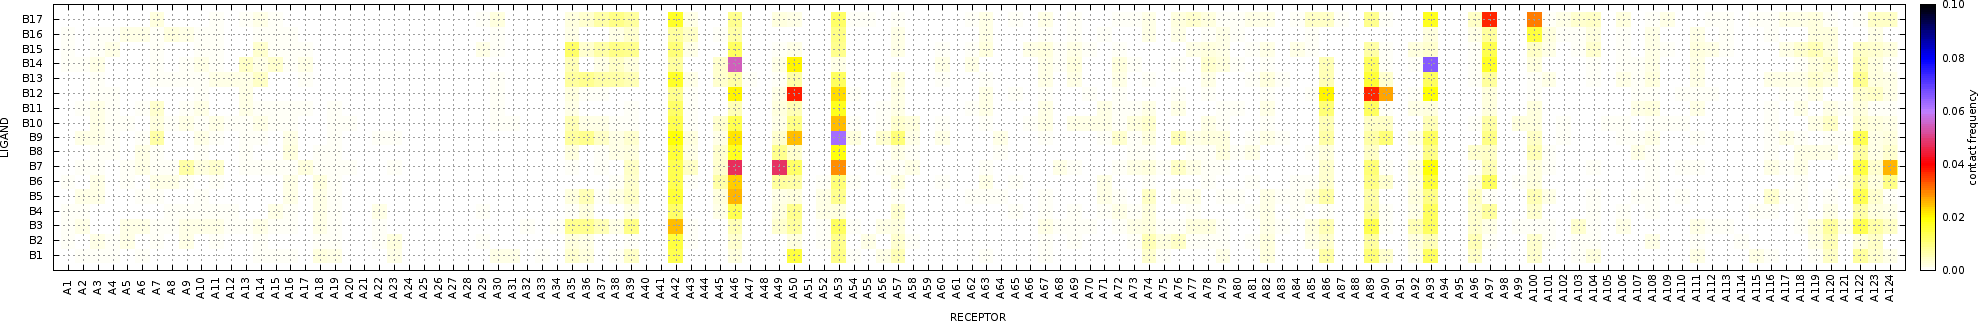 B17
B16
B15
B14
B13
B12
B11
B10
B9
B8
B7
B6
B5
B4
B3
B2
B1
LIGAND
A1 A2 A3 A4 A5 A6 A7 A8 A9 A10 A11 A12 A13 A14 A15 A16 A17 A18 A19 A20 A21 A22 A23 A24 A25 A26 A27 A28 A29 A30 A31 A32 A33 A34 A35 A36 A37 A38 A39 A40 A41 A42 A43 A44 A45 A46 A47 A48 A49 A50 A51 A52 A53 A54 A55 A56 A57 A58 A59 A60 A61 A62 A63 A64 A65 A66 A67 A68 A69 A70 A71 A72 A73 A74 A75 A76 A77 A78 A79 A80 A81 A82 A83 A84 A85 A86 A87 A88 A89 A90 A91 A92 A93 A94 A95 A96 A97 A98 A99 A100 A101 A102 A103 A104 A105 A106 A107 A108 A109 A110 A111 A112 A113 A114 A115 A116 A117 A118 A119 A120 A121 A122 A123 A124
RECEPTOR
0.10
0.08
0.06
0.04
0.02
0.00
contact frequency